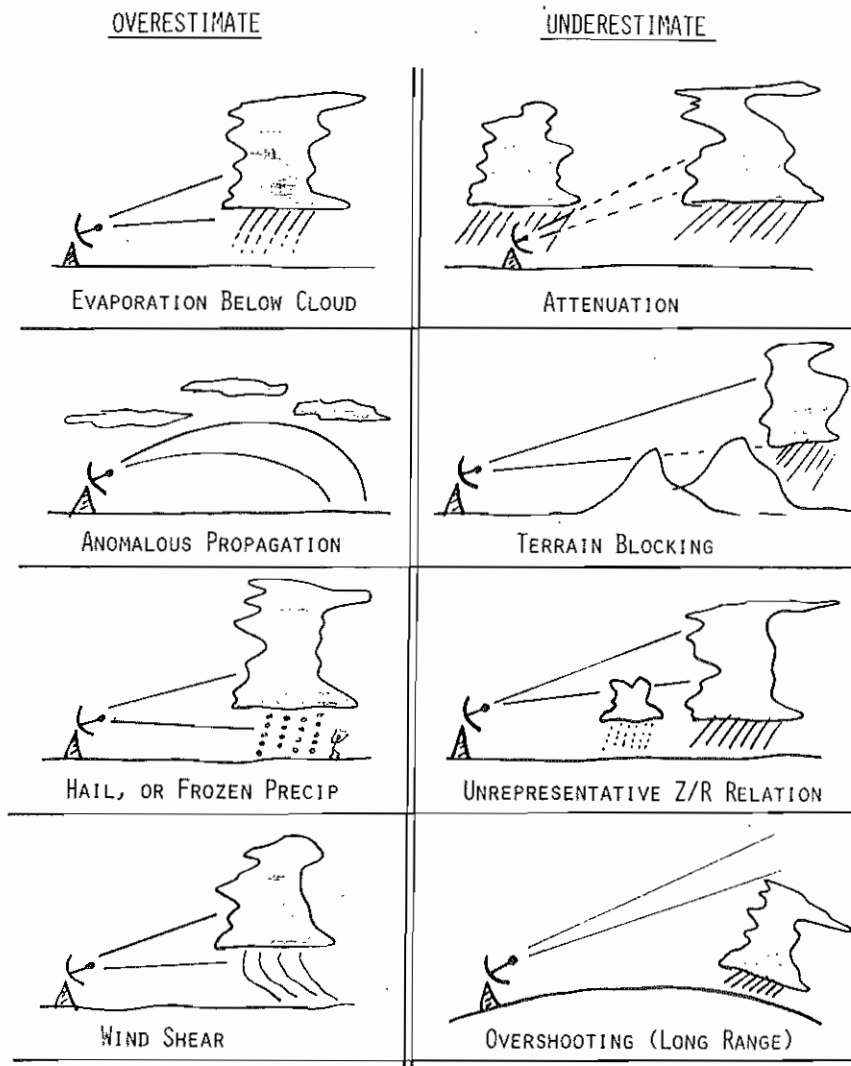 OVERESTIMATE
UNDERESTIMATE
EVAPORATION BELOW CLOUD
ATTENUATION
ANOMALOUS PROPAGATION
TERRAIN BLOCKING
HAIL, OR FROZEN PRECIP
UNREPRESENTATIVE Z/R RELATION
WIND SHEAR
OVERSHOOTING (LONG RANGE)